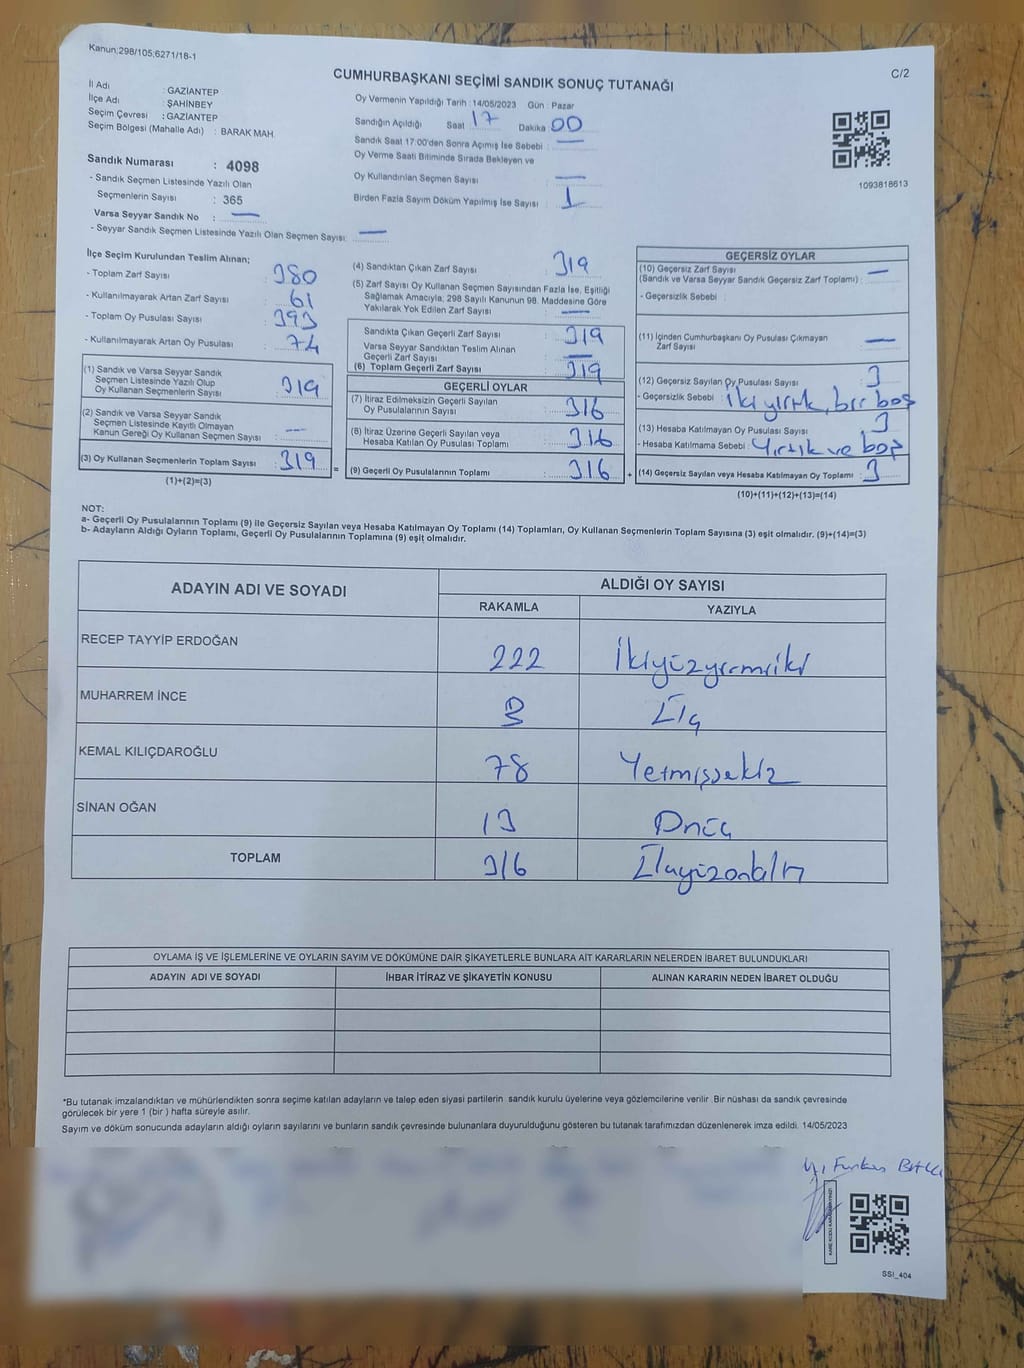 Kanun;298/105;6271/18-1
C/2
CUMHURBAŞKANI SEÇİMİ SANDIK SONUÇ TUTANAĞI
İl Adı : GAZİANTEP
İlçe Adı : ŞAHİNBEY
Seçim Çevresi : GAZİANTEP
Seçim Bölgesi (Mahalle Adı) : BARAK MAH.
Sandık Numarası : 4098
- Sandık Seçmen Listesinde Yazılı Olan
Seçmenlerin Sayısı : 365
Varsa Seyyar Sandık No : —
- Seyyar Sandık Seçmen Listesinde Yazılı Olan Seçmen Sayısı: —
Oy Vermenin Yapıldığı Tarih : 14/05/2023 Gün : Pazar
Sandığın Açıldığı Saat 17 Dakika : 00
Sandık Saat 17:00'den Sonra Açımış İse Sebebi : —
Oy Verme Saati Bitiminde Sırada Bekleyen ve
Oy Kullandırılan Seçmen Sayısı : —
Birden Fazla Sayım Döküm Yapılmış İse Sayısı : 1
1093818613
İlçe Seçim Kurulundan Teslim Alınan;
- Toplam Zarf Sayısı : 380
- Kullanılmayarak Artan Zarf Sayısı : 61
- Toplam Oy Pusulası Sayısı : 393
- Kullanılmayarak Artan Oy Pusulası : 74
(1) Sandık ve Varsa Seyyar Sandık
Seçmen Listesinde Yazılı Olup
Oy Kullanan Seçmenlerin Sayısı : 319
(2) Sandık ve Varsa Seyyar Sandık
Seçmen Listesinde Kayıtlı Olmayan
Kanun Gereği Oy Kullanan Seçmen Sayısı : —
(3) Oy Kullanan Seçmenlerin Toplam Sayısı : 319
(1)+(2)=(3)
(4) Sandıktan Çıkan Zarf Sayısı : 319
(5) Zarf Sayısı Oy Kullanan Seçmen Sayısından Fazla İse, Eşitliği
Sağlamak Amacıyla; 298 Sayılı Kanunun 98. Maddesine Göre
Yakılarak Yok Edilen Zarf Sayısı : —
Sandıkta Çıkan Geçerli Zarf Sayısı : 319
Varsa Seyyar Sandıktan Teslim Alınan
Geçerli Zarf Sayısı : —
(6) Toplam Geçerli Zarf Sayısı : 319
=
GEÇERLİ OYLAR
(7) İtiraz Edilmeksizin Geçerli Sayılan
Oy Pusulalarının Sayısı : 316
(8) İtiraz Üzerine Geçerli Sayılan veya
Hesaba Katılan Oy Pusulası Toplamı : 316
(9) Geçerli Oy Pusulalarının Toplamı : 316
+
GEÇERSİZ OYLAR
(10) Geçersiz Zarf Sayısı
(Sandık ve Varsa Seyyar Sandık Geçersiz Zarf Toplamı) : —
- Geçersizlik Sebebi :
(11) İçinden Cumhurbaşkanı Oy Pusulası Çıkmayan
Zarf Sayısı : —
(12) Geçersiz Sayılan Oy Pusulası Sayısı : 3
- Geçersizlik Sebebi : iki yırtık, bir boş
(13) Hesaba Katılmayan Oy Pusulası Sayısı : 3
- Hesaba Katılmama Sebebi : Yırtık ve boş
(14) Geçersiz Sayılan veya Hesaba Katılmayan Oy Toplamı : 3
(10)+(11)+(12)+(13)=(14)
NOT:
a- Geçerli Oy Pusulalarının Toplamı (9) ile Geçersiz Sayılan veya Hesaba Katılmayan Oy Toplamı (14) Toplamları, Oy Kullanan Seçmenlerin Toplam Sayısına (3) eşit olmalıdır. (9)+(14)=(3)
b- Adayların Aldığı Oyların Toplamı, Geçerli Oy Pusulalarının Toplamına (9) eşit olmalıdır.
ADAYIN ADI VE SOYADI
ALDIĞI OY SAYISI
RAKAMLA YAZIYLA
RECEP TAYYİP ERDOĞAN 222 İkiyüzyirmiiki
MUHARREM İNCE 3 Üç
KEMAL KILIÇDAROĞLU 78 Yetmişsekiz
SİNAN OĞAN 13 Onüç
TOPLAM 316 Üçyüzonaltı
OYLAMA İŞ VE İŞLEMLERİNE VE OYLARIN SAYIM VE DÖKÜMÜNE DAİR ŞİKAYETLERLE BUNLARA AİT KARARLARIN NELERDEN İBARET BULUNDUKLARI
ADAYIN ADI VE SOYADI İHBAR İTİRAZ VE ŞİKAYETİN KONUSU ALINAN KARARIN NEDEN İBARET OLDUĞU
*Bu tutanak imzalandıktan ve mühürlendikten sonra seçime katılan adayların ve talep eden siyasi partilerin sandık kurulu üyelerine veya gözlemcilerine verilir .Bir nüshası da sandık çevresinde
görülecek bir yere 1 (bir ) hafta süreyle asılır.
Sayım ve döküm sonucunda adayların aldığı oyların sayılarını ve bunların sandık çevresinde bulunanlara duyurulduğunu gösteren bu tutanak tarafımızdan düzenlenerek imza edildi. 14/05/2023
Furkan
SSI_404